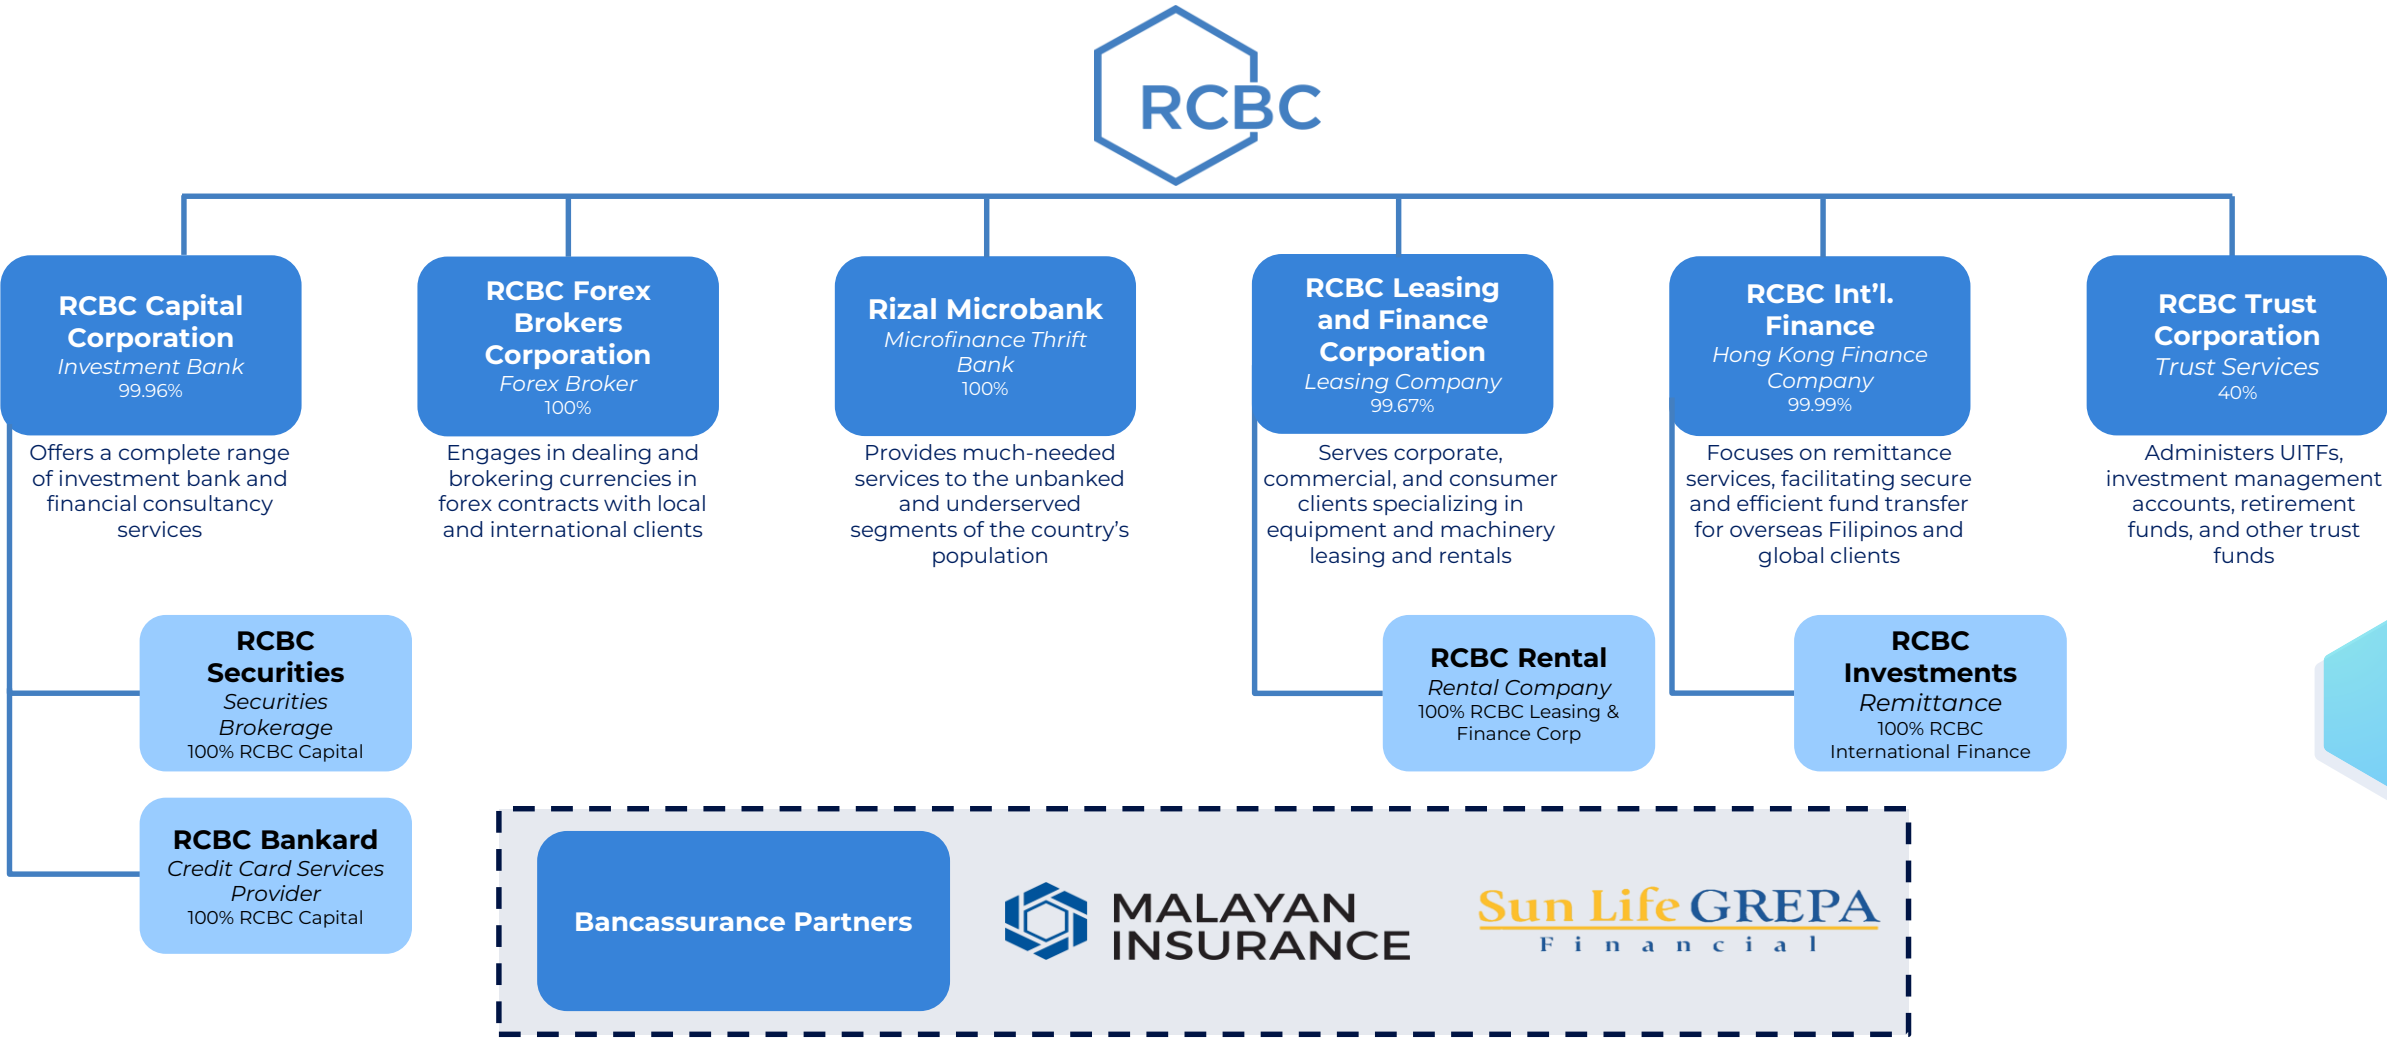 RCBC
RCBC Capital
Corporation
Investment Bank
99.96%
Offers a complete range
of investment bank and
financial consultancy
services
RCBC Forex
Brokers
Corporation
Forex Broker
100%
Engages in dealing and
brokering currencies in
forex contracts with local
and international clients
Rizal Microbank
Microfinance Thrift
Bank
100%
Provides much-needed
services to the unbanked
and underserved
segments of the country’s
population
RCBC Leasing
and Finance
Corporation
Leasing Company
99.67%
Serves corporate,
commercial, and consumer
clients specializing in
equipment and machinery
leasing and rentals
RCBC Int’l.
Finance
Hong Kong Finance
Company
99.99%
Focuses on remittance
services, facilitating secure
and efficient fund transfer
for overseas Filipinos and
global clients
RCBC Trust
Corporation
Trust Services
40%
Administers UITFs,
investment management
accounts, retirement
funds, and other trust
funds
RCBC
Securities
Securities
Brokerage
100% RCBC Capital
RCBC Rental
Rental Company
100% RCBC Leasing &
Finance Corp
RCBC
Investments
Remittance
100% RCBC
International Finance
RCBC Bankard
Credit Card Services
Provider
100% RCBC Capital
Bancassurance Partners
MALAYAN
INSURANCE
Sun Life GREPA
Financial